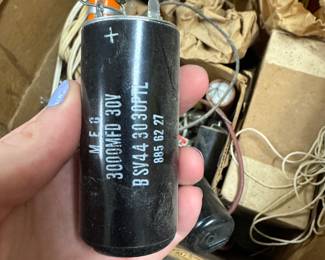 +
M.E.C.
3000MFD 30V
BSV44 3030PTL
885 62 27